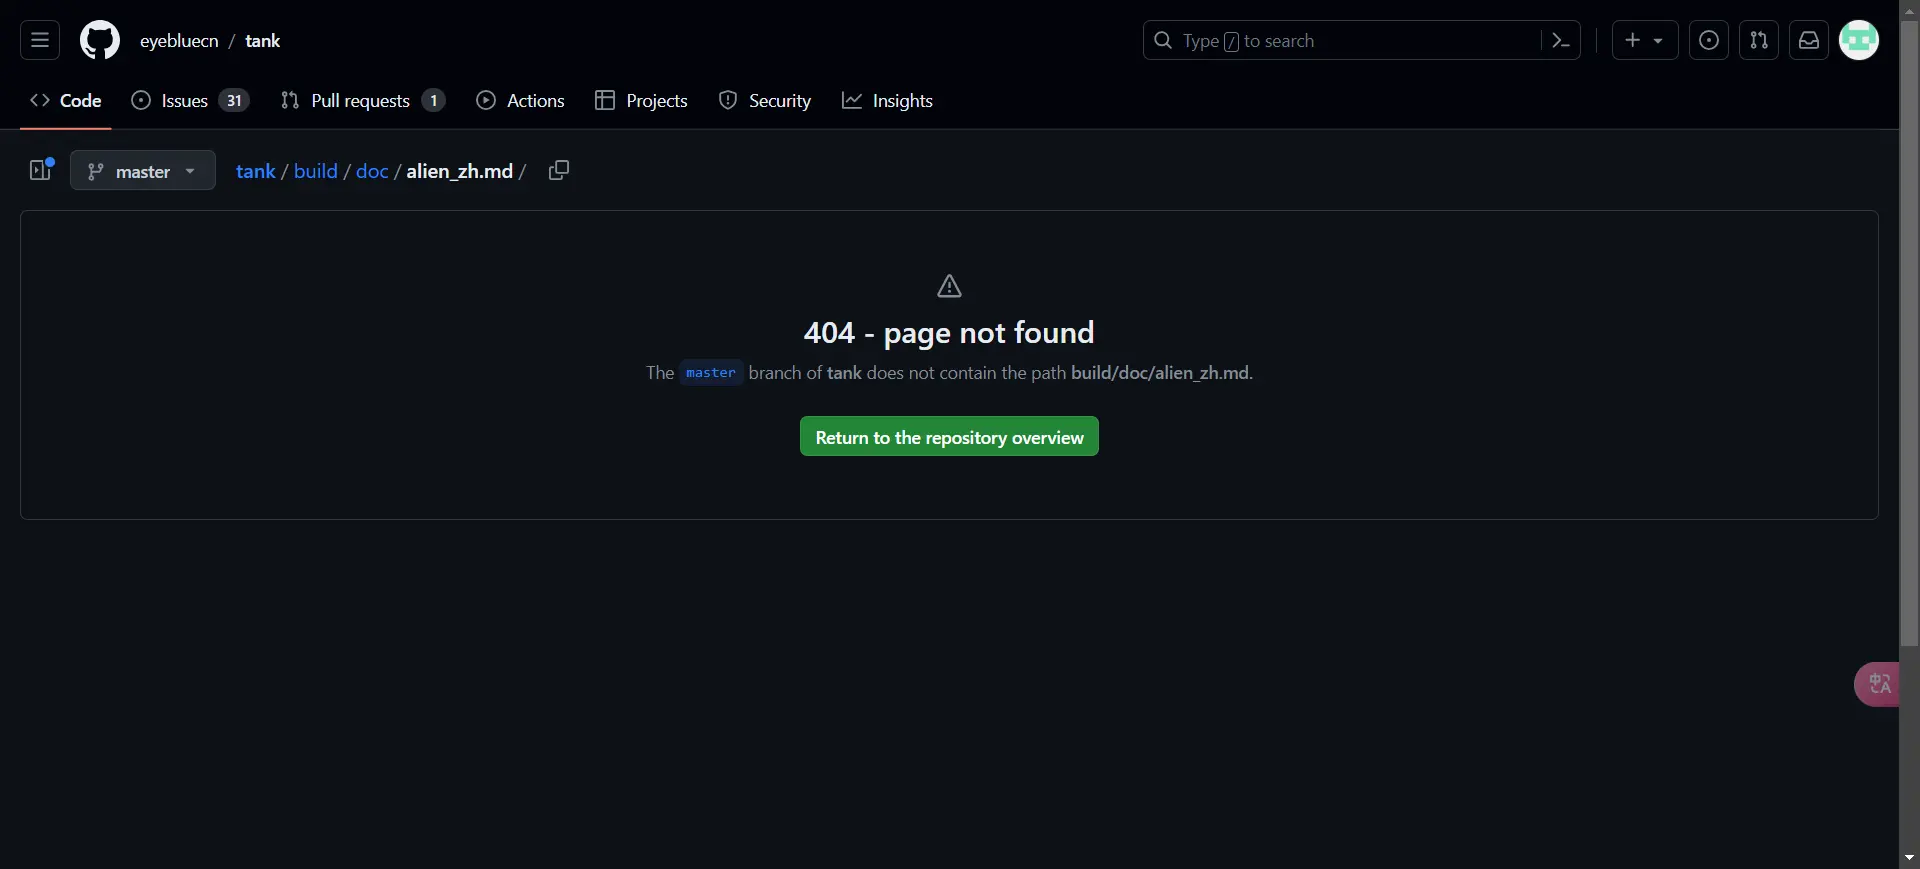 eyebluecn / tank
Type / to search
Code
Issues 31
Pull requests 1
Actions
Projects
Security
Insights
master
tank / build / doc / alien_zh.md /
404 - page not found
The master branch of tank does not contain the path build/doc/alien_zh.md.
Return to the repository overview
中A